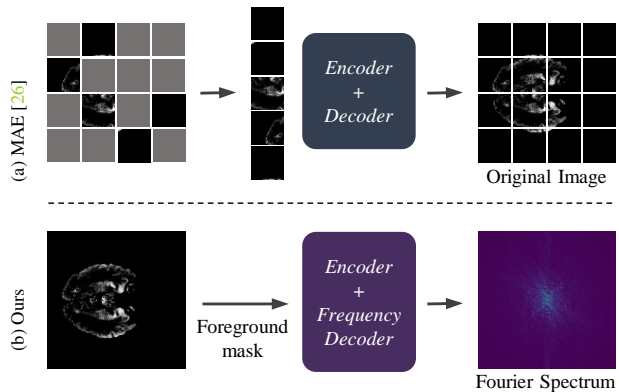 (a) MAE [26]
Encoder
+
Decoder
Original Image
(b) Ours
Foreground
mask
Encoder
+
Frequency
Decoder
Fourier Spectrum